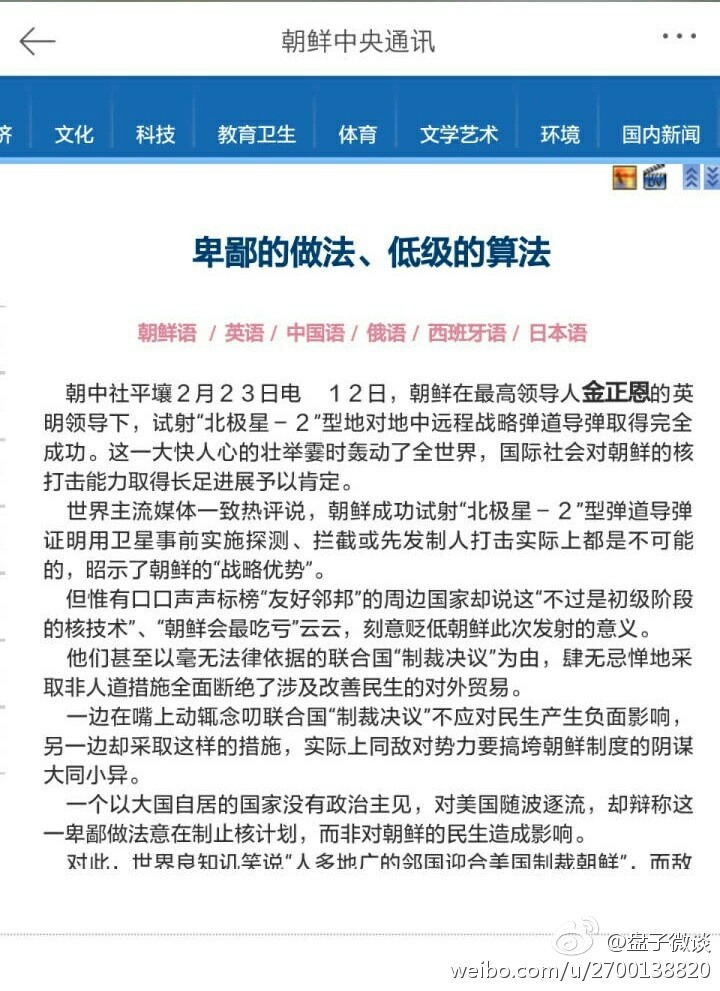 朝鲜中央通讯
济 文化 科技 教育卫生 体育 文学艺术 环境 国内新闻
卑鄙的做法、低级的算法
朝鲜语 / 英语 / 中国语 / 俄语 / 西班牙语 / 日本语
朝中社平壤２月２３日电　１２日，朝鲜在最高领导人金正恩的英
明领导下，试射“北极星－２”型地对地中远程战略弹道导弹取得完全
成功。这一大快人心的壮举霎时轰动了全世界，国际社会对朝鲜的核
打击能力取得长足进展予以肯定。
世界主流媒体一致热评说，朝鲜成功试射“北极星－２”型弹道导弹
证明用卫星事前实施探测、拦截或先发制人打击实际上都是不可能
的，昭示了朝鲜的“战略优势”。
但惟有口口声声标榜“友好邻邦”的周边国家却说这“不过是初级阶段
的核技术”、“朝鲜会最吃亏”云云，刻意贬低朝鲜此次发射的意义。
他们甚至以毫无法律依据的联合国“制裁决议”为由，肆无忌惮地采
取非人道措施全面断绝了涉及改善民生的对外贸易。
一边在嘴上动辄念叨联合国“制裁决议”不应对民生产生负面影响，
另一边却采取这样的措施，实际上同敌对势力要搞垮朝鲜制度的阴谋
大同小异。
一个以大国自居的国家没有政治主见，对美国随波逐流，却辩称这
一卑鄙做法意在制止核计划，而非对朝鲜的民生造成影响。
对此，世界良知讥笑说“人多地广的邻国迎合美国制裁朝鲜”，而敌
@盘子微谈
weibo.com/u/2700138820